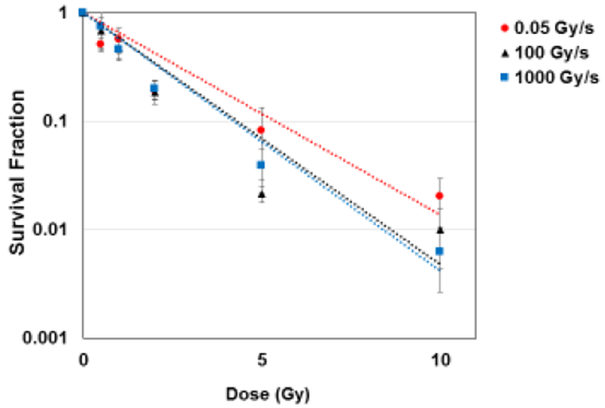 1
0.1
0.01
0.001
Survival Fraction
0
5
10
Dose (Gy)
0.05 Gy/s
100 Gy/s
1000 Gy/s